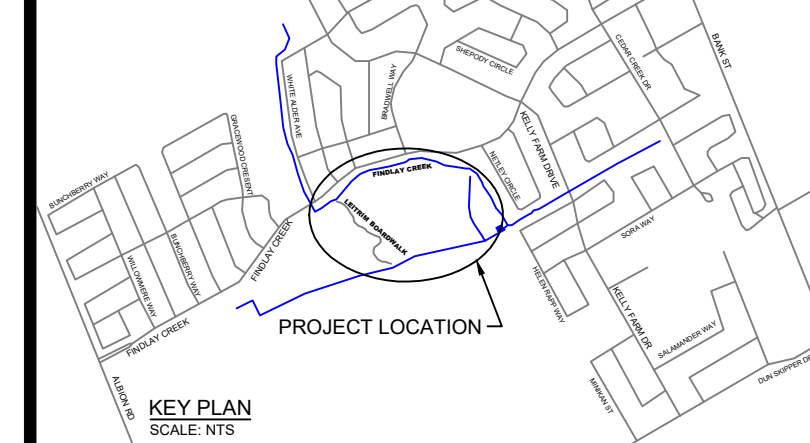 SHEPODY CIRCLE
CEDAR CREEK DR
BANK ST
WHITE ALDER AVE
BRADWELL WAY
KELLY FARM DRIVE
GRACEWOOD CRESENT
NETLEY CIRCLE
FINDLAY CREEK
BUNCHBERRY WAY
LEITRIM BOARDWALK
SORA WAY
FINDLAY CREEK
BUNCHBERRY WAY
WILLOWMERE WAY
HELEN RAPP WAY
KELLY FARM DR
PROJECT LOCATION
FINDLAY CREEK
SALAMANDER WAY
DUN SKIPPER DR
MINIKAN ST
ALBION RD
KEY PLAN
SCALE: NTS